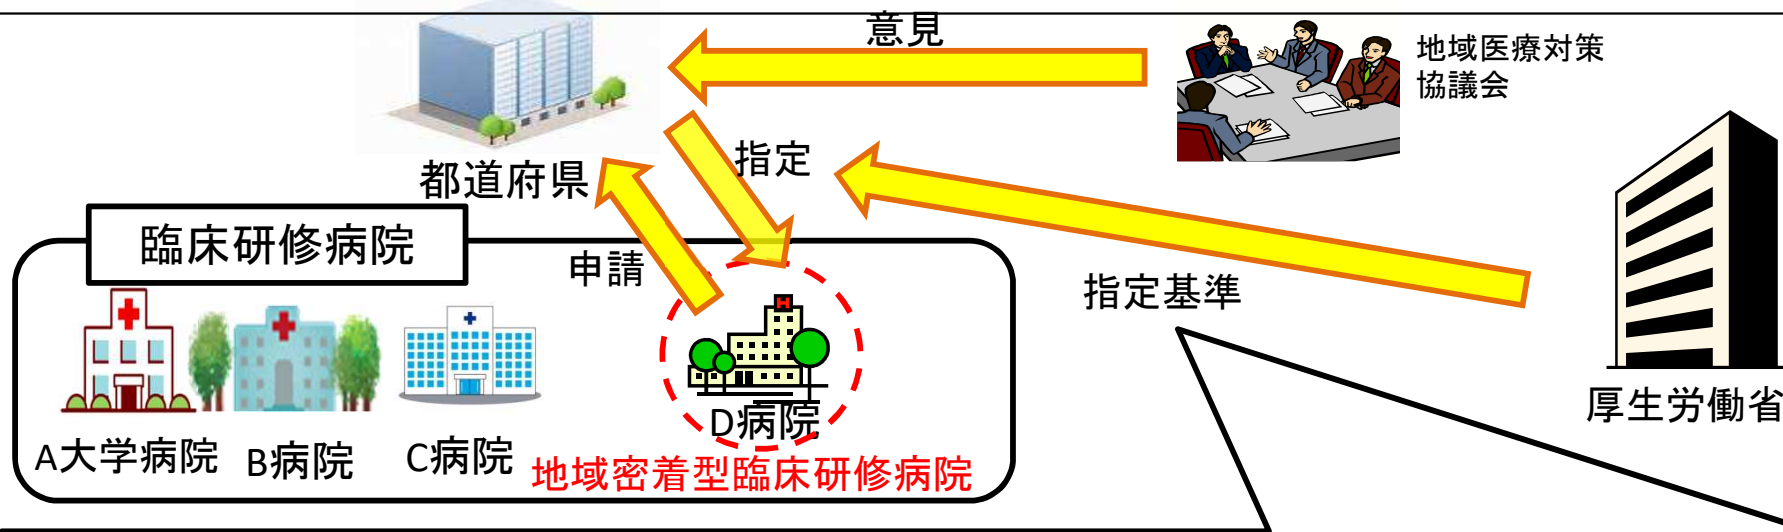 意見
地域医療対策
協議会
都道府県
指定
臨床研修病院
申請
指定基準
厚生労働省
A大学病院
B病院
C病院
D病院
地域密着型臨床研修病院